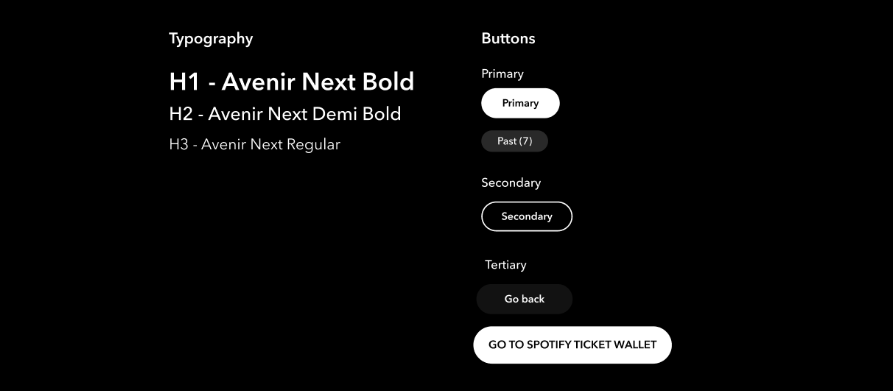 Typography
H1 - Avenir Next Bold
H2 - Avenir Next Demi Bold
H3 - Avenir Next Regular
Buttons
Primary
Primary
Past (7)
Secondary
Secondary
Tertiary
Go back
GO TO SPOTIFY TICKET WALLET